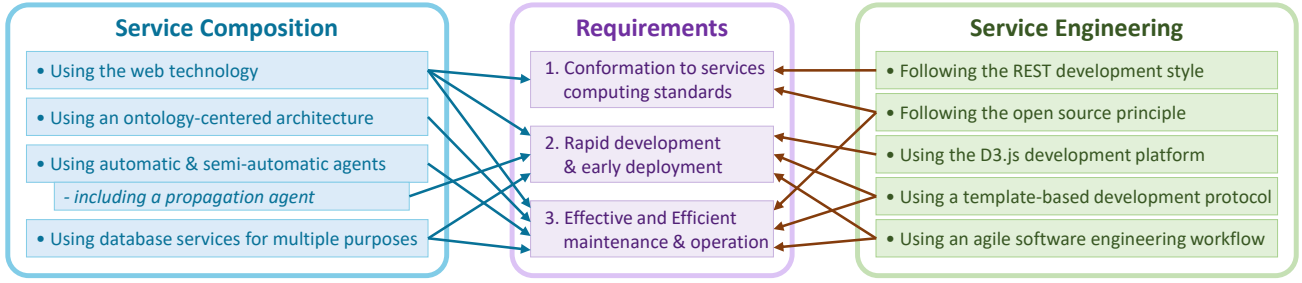 Service Composition
• Using the web technology
• Using an ontology-centered architecture
• Using automatic & semi-automatic agents
- including a propagation agent
• Using database services for multiple purposes
Requirements
1. Conformation to services
computing standards
2. Rapid development
& early deployment
3. Effective and Efficient
maintenance & operation
Service Engineering
• Following the REST development style
• Following the open source principle
• Using the D3.js development platform
• Using a template-based development protocol
• Using an agile software engineering workflow